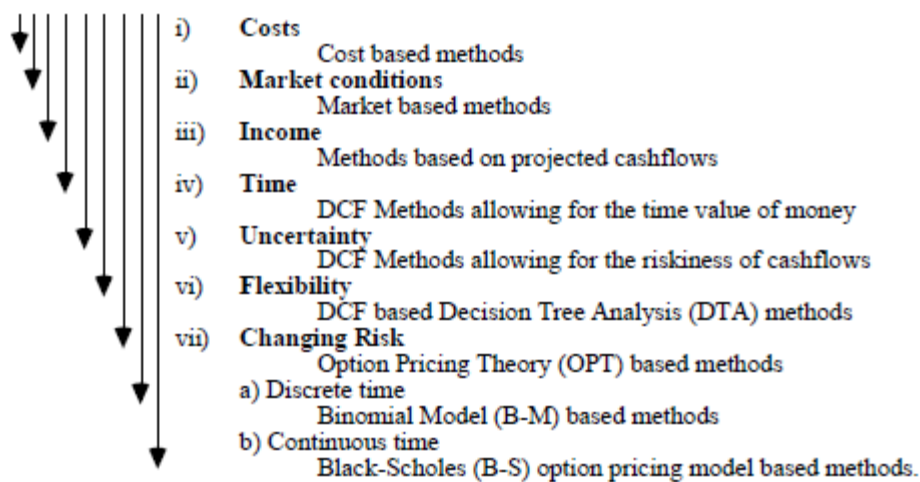 i) Costs
Cost based methods
ii) Market conditions
Market based methods
iii) Income
Methods based on projected cashflows
iv) Time
DCF Methods allowing for the time value of money
v) Uncertainty
DCF Methods allowing for the riskiness of cashflows
vi) Flexibility
DCF based Decision Tree Analysis (DTA) methods
vii) Changing Risk
Option Pricing Theory (OPT) based methods
a) Discrete time
Binomial Model (B-M) based methods
b) Continuous time
Black-Scholes (B-S) option pricing model based methods.